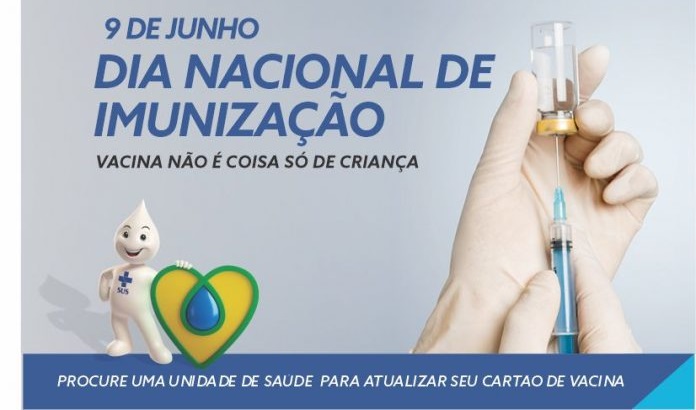 9 DE JUNHO
DIA NACIONAL DE
IMUNIZAÇÃO
VACINA NÃO É COISA SÓ DE CRIANÇA
SUS
PROCURE UMA UNIDADE DE SAÚDE PARA ATUALIZAR SEU CARTAO DE VACINA